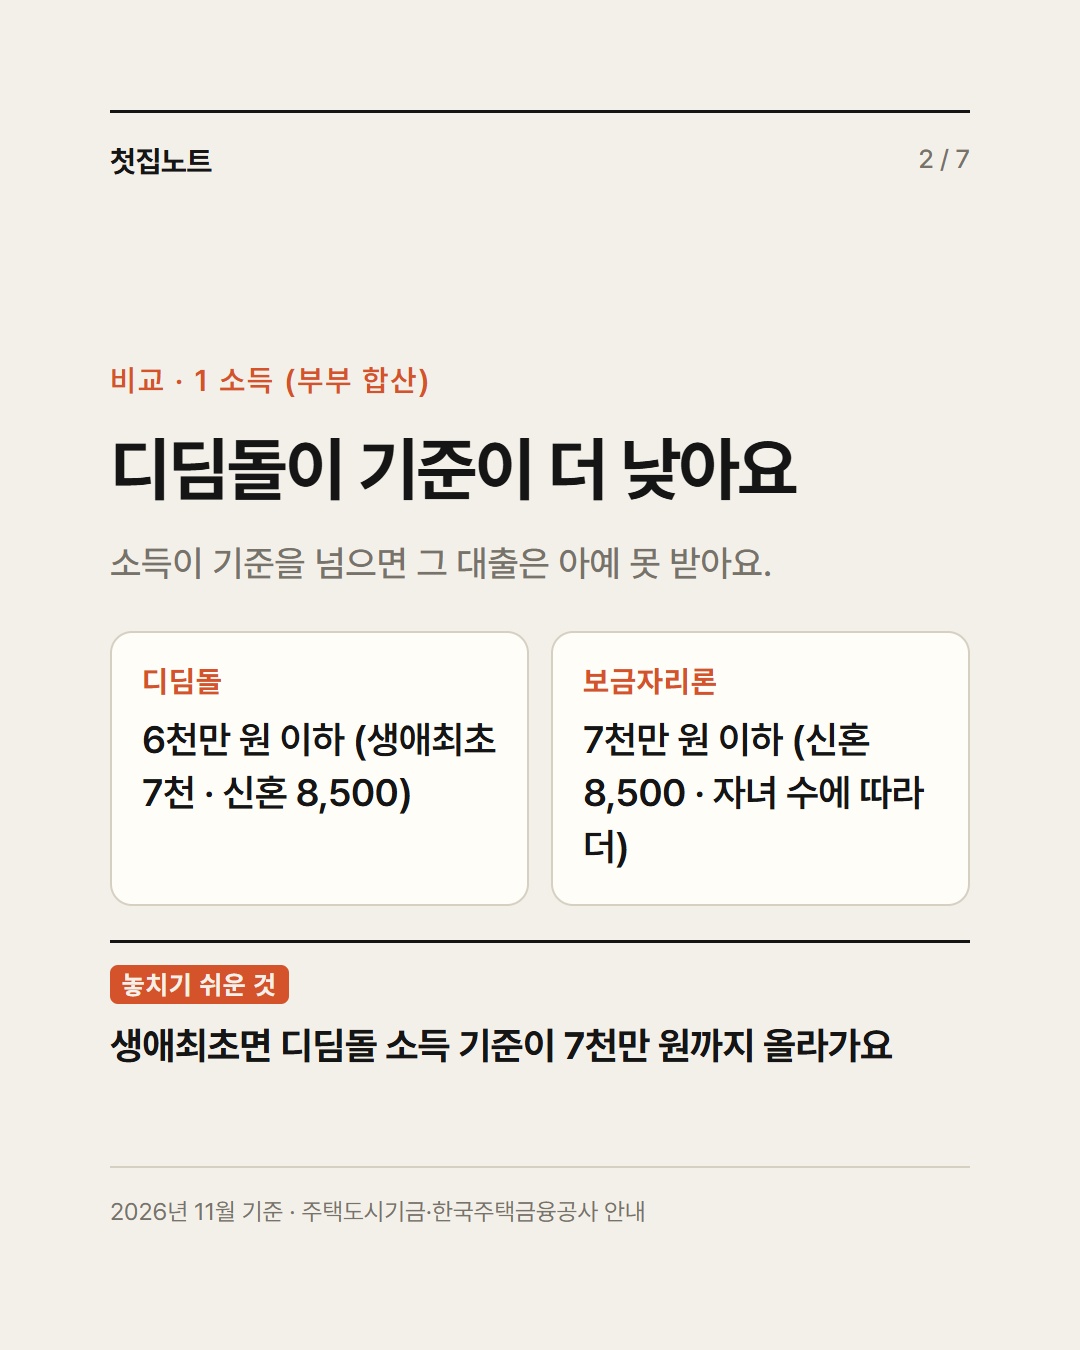 첫집노트
2 / 7
비교 · 1 소득 (부부 합산)
디딤돌이 기준이 더 낮아요
소득이 기준을 넘으면 그 대출은 아예 못 받아요.
디딤돌
6천만 원 이하 (생애최초
7천 · 신혼 8,500)
보금자리론
7천만 원 이하 (신혼
8,500 · 자녀 수에 따라
더)
놓치기 쉬운 것
생애최초면 디딤돌 소득 기준이 7천만 원까지 올라가요
2026년 11월 기준 · 주택도시기금·한국주택금융공사 안내